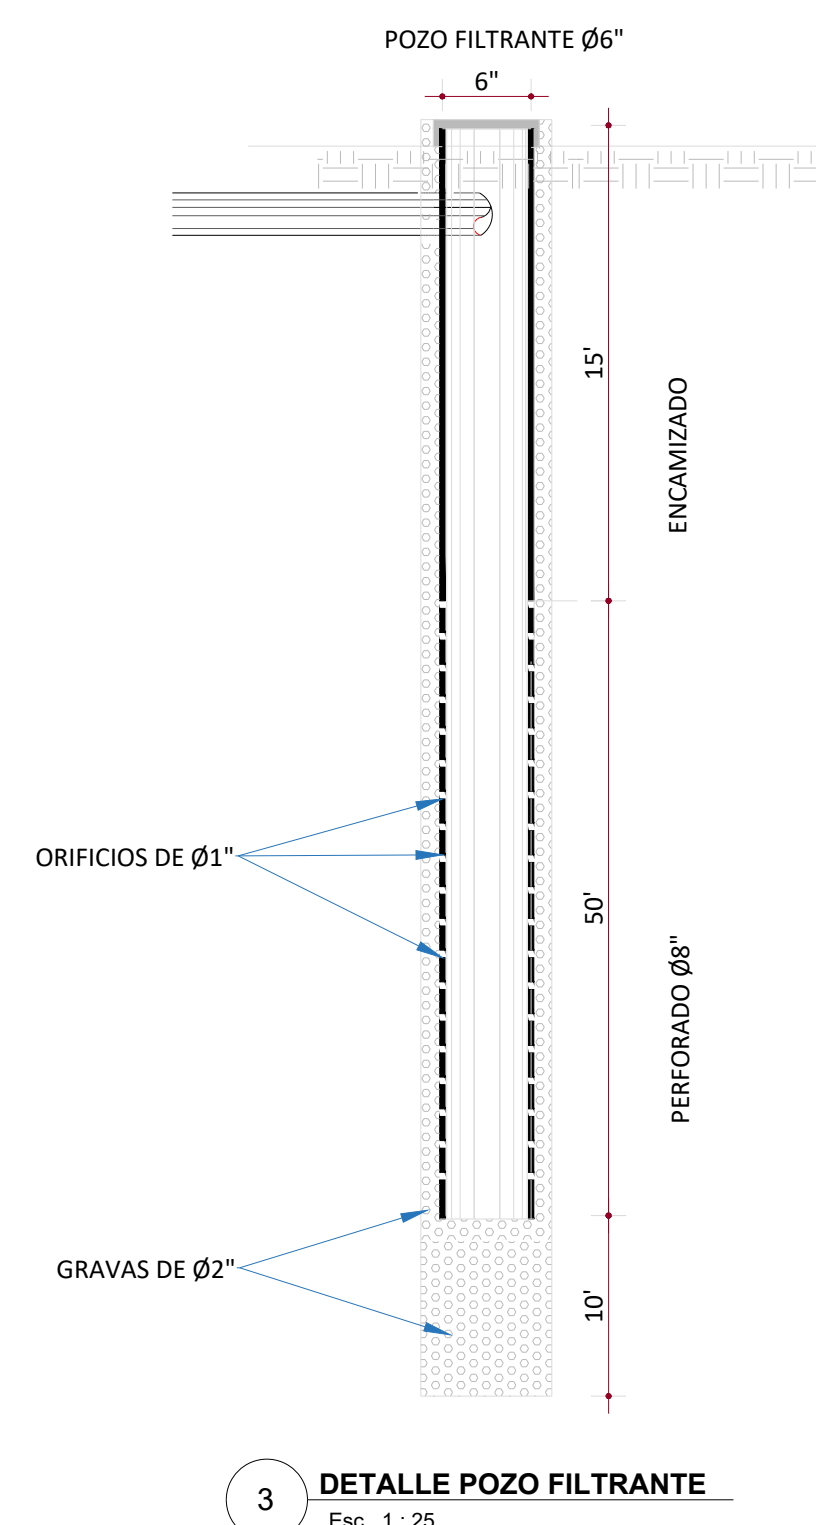 POZO FILTRANTE Ø6"
6"
15'
ENCAMIZADO
ORIFICIOS DE Ø1"
50'
PERFORADO Ø8"
GRAVAS DE Ø2"
10'
3
DETALLE POZO FILTRANTE
Esc. 1 : 25